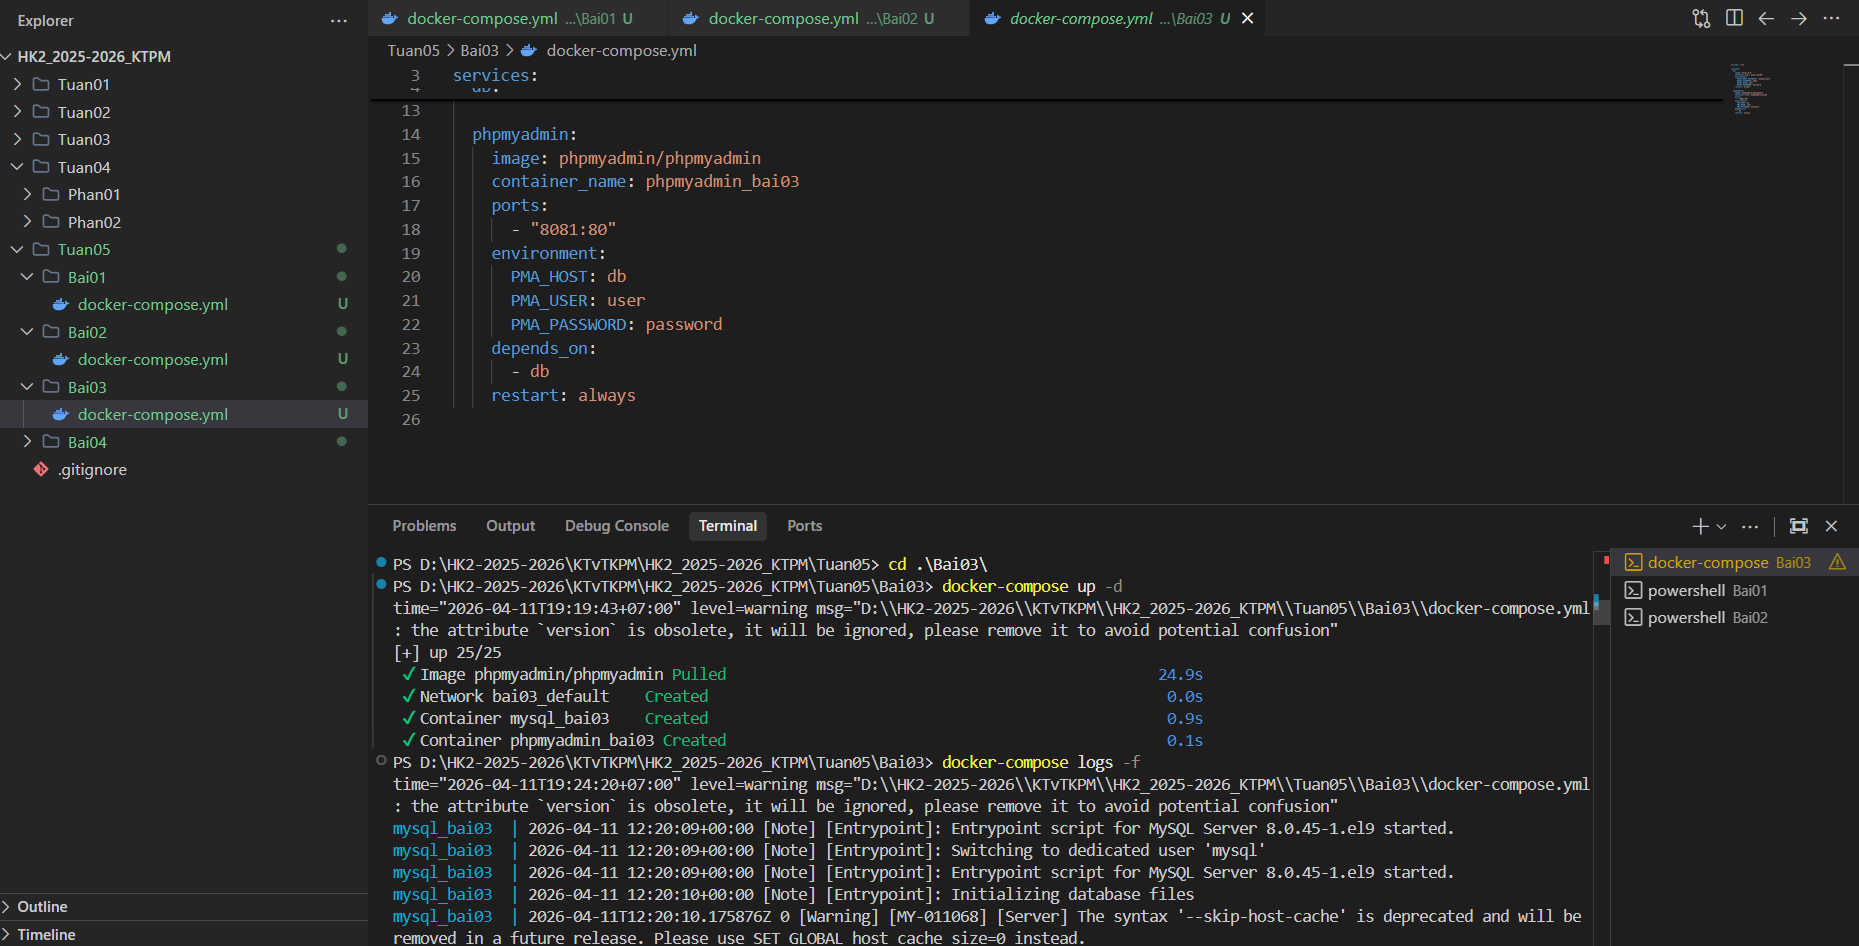 Explorer
HK2_2025-2026_KTPM
Tuan01
Tuan02
Tuan03
Tuan04
Phan01
Phan02
Tuan05
Bai01
docker-compose.yml U
Bai02
docker-compose.yml U
Bai03
docker-compose.yml U
Bai04
.gitignore
Outline
Timeline
docker-compose.yml ...\Bai01 U
docker-compose.yml ...\Bai02 U
docker-compose.yml ...\Bai03 U
Tuan05 > Bai03 > docker-compose.yml
3 services:
4 db:
13
14 phpmyadmin:
15 image: phpmyadmin/phpmyadmin
16 container_name: phpmyadmin_bai03
17 ports:
18 - "8081:80"
19 environment:
20 PMA_HOST: db
21 PMA_USER: user
22 PMA_PASSWORD: password
23 depends_on:
24 - db
25 restart: always
26
Problems Output Debug Console Terminal Ports
PS D:\HK2-2025-2026\KTvTKPM\HK2_2025-2026_KTPM\Tuan05> cd .\Bai03\
PS D:\HK2-2025-2026\KTvTKPM\HK2_2025-2026_KTPM\Tuan05\Bai03> docker-compose up -d
time="2026-04-11T19:19:43+07:00" level=warning msg="D:\\HK2-2025-2026\\KTvTKPM\\HK2_2025-2026_KTPM\\Tuan05\\Bai03\\docker-compose.yml
: the attribute `version` is obsolete, it will be ignored, please remove it to avoid potential confusion"
[+] up 25/25
✓ Image phpmyadmin/phpmyadmin Pulled 24.9s
✓ Network bai03_default Created 0.0s
✓ Container mysql_bai03 Created 0.9s
✓ Container phpmyadmin_bai03 Created 0.1s
PS D:\HK2-2025-2026\KTvTKPM\HK2_2025-2026_KTPM\Tuan05\Bai03> docker-compose logs -f
time="2026-04-11T19:24:20+07:00" level=warning msg="D:\\HK2-2025-2026\\KTvTKPM\\HK2_2025-2026_KTPM\\Tuan05\\Bai03\\docker-compose.yml
: the attribute `version` is obsolete, it will be ignored, please remove it to avoid potential confusion"
mysql_bai03 | 2026-04-11 12:20:09+00:00 [Note] [Entrypoint]: Entrypoint script for MySQL Server 8.0.45-1.el9 started.
mysql_bai03 | 2026-04-11 12:20:09+00:00 [Note] [Entrypoint]: Switching to dedicated user 'mysql'
mysql_bai03 | 2026-04-11 12:20:09+00:00 [Note] [Entrypoint]: Entrypoint script for MySQL Server 8.0.45-1.el9 started.
mysql_bai03 | 2026-04-11 12:20:10+00:00 [Note] [Entrypoint]: Initializing database files
mysql_bai03 | 2026-04-11T12:20:10.175876Z 0 [Warning] [MY-011068] [Server] The syntax '--skip-host-cache' is deprecated and will be
removed in a future release. Please use SET GLOBAL host_cache_size=0 instead.
docker-compose Bai03
powershell Bai01
powershell Bai02